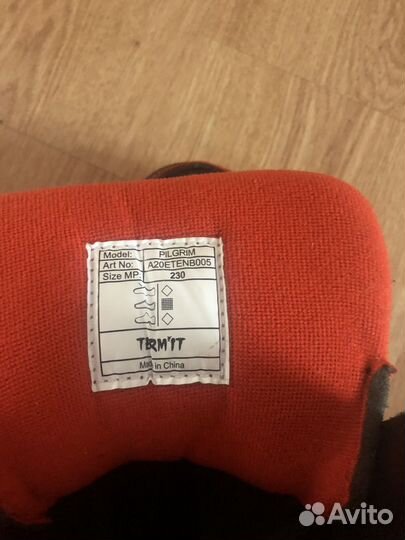 Model: PILGRIM
Art No: A20ETENB005
Size MP 230
TERM'IT
Made in China
Avito